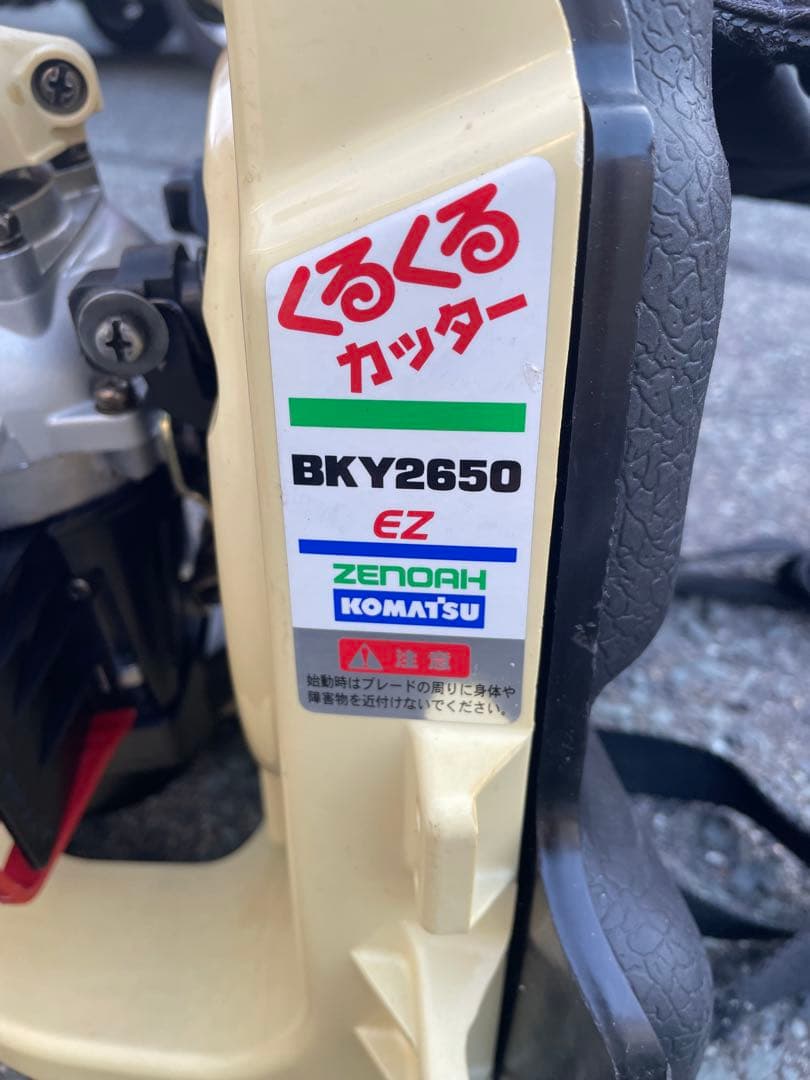 くるくる
カッター
BKY2650
EZ
ZENOAH
KOMATSU
注意
始動時はブレードの周りに身体や
障害物を近付けないでください。